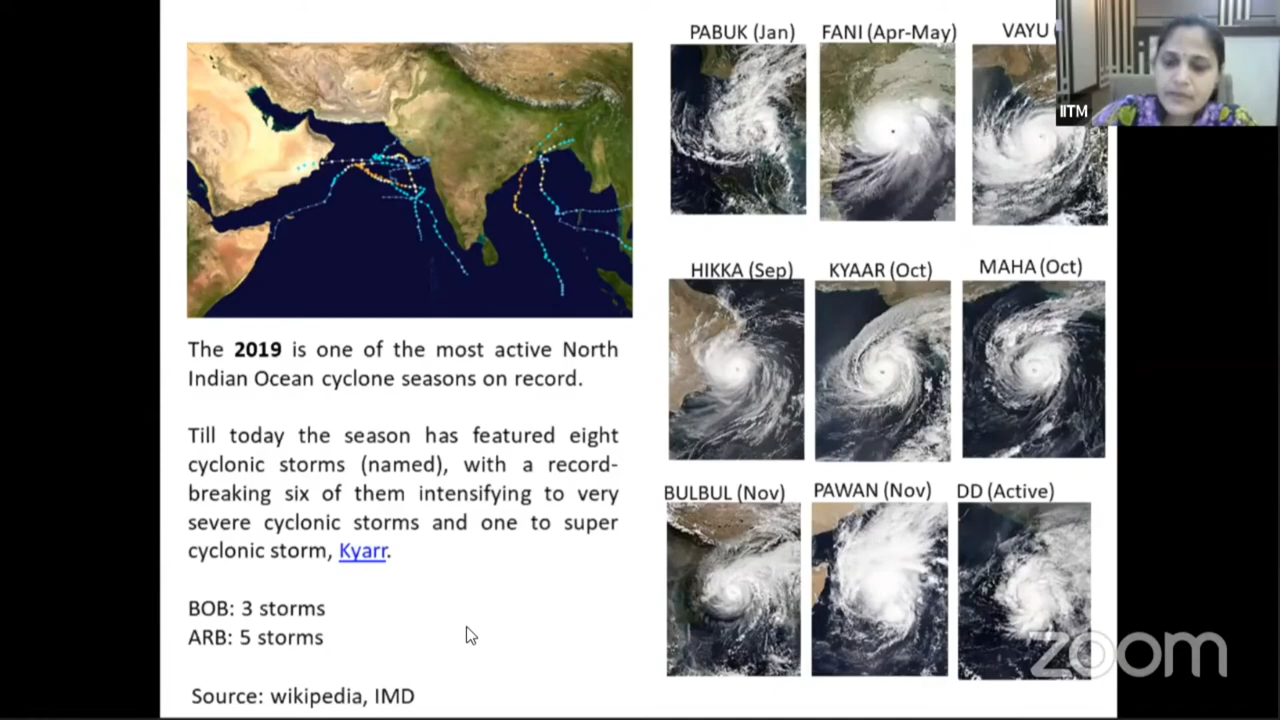 PABUK (Jan) FANI (Apr-May) VAYU
IITM
HIKKA (Sep) KYAAR (Oct) MAHA (Oct)
The 2019 is one of the most active North
Indian Ocean cyclone seasons on record.
Till today the season has featured eight
cyclonic storms (named), with a record-
breaking six of them intensifying to very
severe cyclonic storms and one to super
cyclonic storm, Kyarr.
BULBUL (Nov) PAWAN (Nov) DD (Active)
BOB: 3 storms
ARB: 5 storms
Source: wikipedia, IMD
zoom